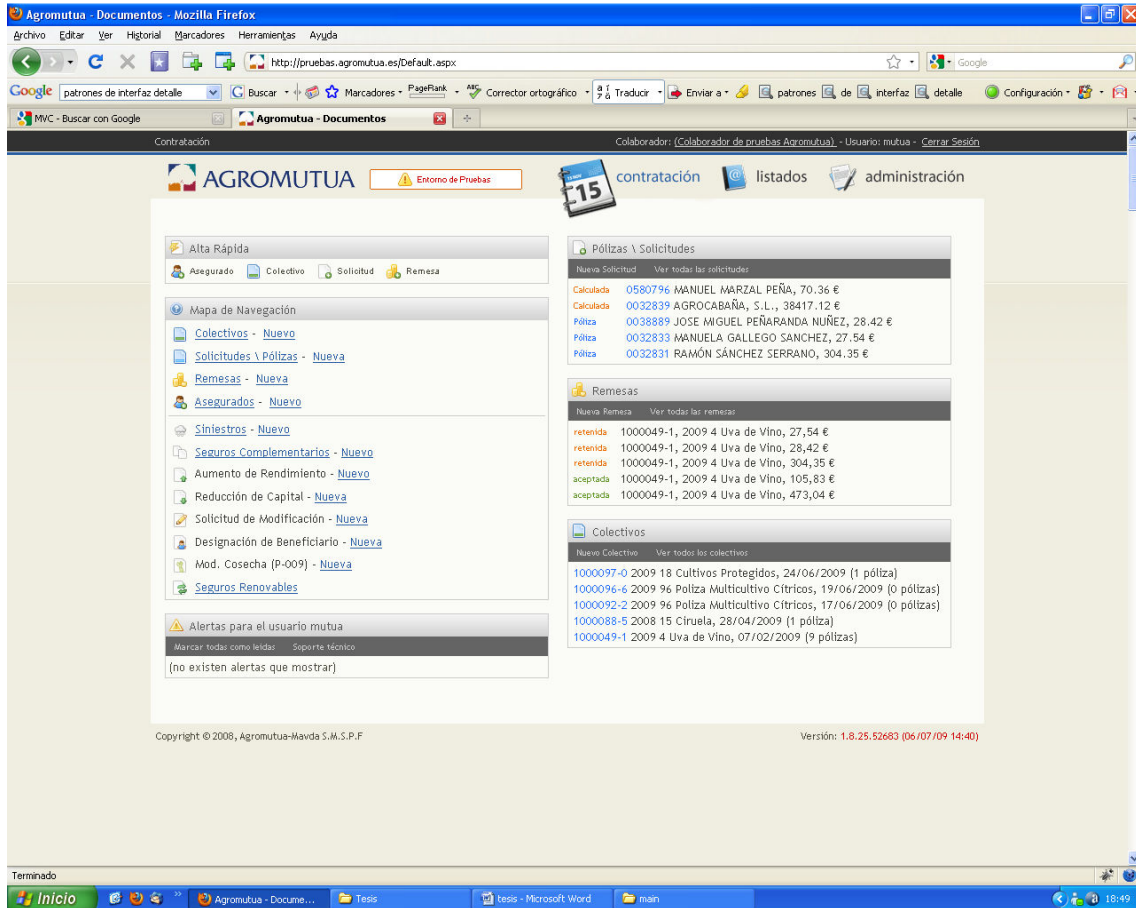 Agromutua - Documentos - Mozilla Firefox
Archivo Editar Ver Historial Marcadores Herramientas Ayuda
http://pruebas.agromutua.es/Default.aspx
Google
Google patrones de interfaz detalle Buscar Marcadores PageRank Corrector ortográfico Traducir Enviar a patrones de interfaz detalle Configuración
MVC - Buscar con Google Agromutua - Documentos
Contratación Colaborador: (Colaborador de pruebas Agromutua) - Usuario: mutua - Cerrar Sesión
AGROMUTUA Entorno de Pruebas 15 contratación listados administración
Alta Rápida
Asegurado Colectivo Solicitud Remesa
Mapa de Navegación
Colectivos - Nuevo
Solicitudes \ Pólizas - Nueva
Remesas - Nueva
Asegurados - Nuevo
Siniestros - Nuevo
Seguros Complementarios - Nuevo
Aumento de Rendimiento - Nuevo
Reducción de Capital - Nueva
Solicitud de Modificación - Nueva
Designación de Beneficiario - Nueva
Mod. Cosecha (P-009) - Nueva
Seguros Renovables
Alertas para el usuario mutua
Marcar todas como leidas Soporte técnico
(no existen alertas que mostrar)
Pólizas \ Solicitudes
Nueva Solicitud Ver todas las solicitudes
Calculada 0580796 MANUEL MARZAL PEÑA, 70.36 €
Calculada 0032839 AGROCABAÑA, S.L., 38417.12 €
Póliza 0038889 JOSE MIGUEL PEÑARANDA NUÑEZ, 28.42 €
Póliza 0032833 MANUELA GALLEGO SANCHEZ, 27.54 €
Póliza 0032831 RAMÓN SÁNCHEZ SERRANO, 304.35 €
Remesas
Nueva Remesa Ver todas las remesas
retenida 1000049-1, 2009 4 Uva de Vino, 27,54 €
retenida 1000049-1, 2009 4 Uva de Vino, 28,42 €
retenida 1000049-1, 2009 4 Uva de Vino, 304,35 €
aceptada 1000049-1, 2009 4 Uva de Vino, 105,83 €
aceptada 1000049-1, 2009 4 Uva de Vino, 473,04 €
Colectivos
Nuevo Colectivo Ver todos los colectivos
1000097-0 2009 18 Cultivos Protegidos, 24/06/2009 (1 póliza)
1000096-6 2009 96 Poliza Multicultivo Cítricos, 19/06/2009 (0 pólizas)
1000092-2 2009 96 Poliza Multicultivo Cítricos, 17/06/2009 (0 pólizas)
1000088-5 2008 15 Ciruela, 28/04/2009 (1 póliza)
1000049-1 2009 4 Uva de Vino, 07/02/2009 (9 pólizas)
Copyright © 2008, Agromutua-Mavda S.M.S.P.F Versión: 1.8.25.52683 (06/07/09 14:40)
Terminado
Inicio Agromutua - Docume... Tesis tesis - Microsoft Word main 18:49